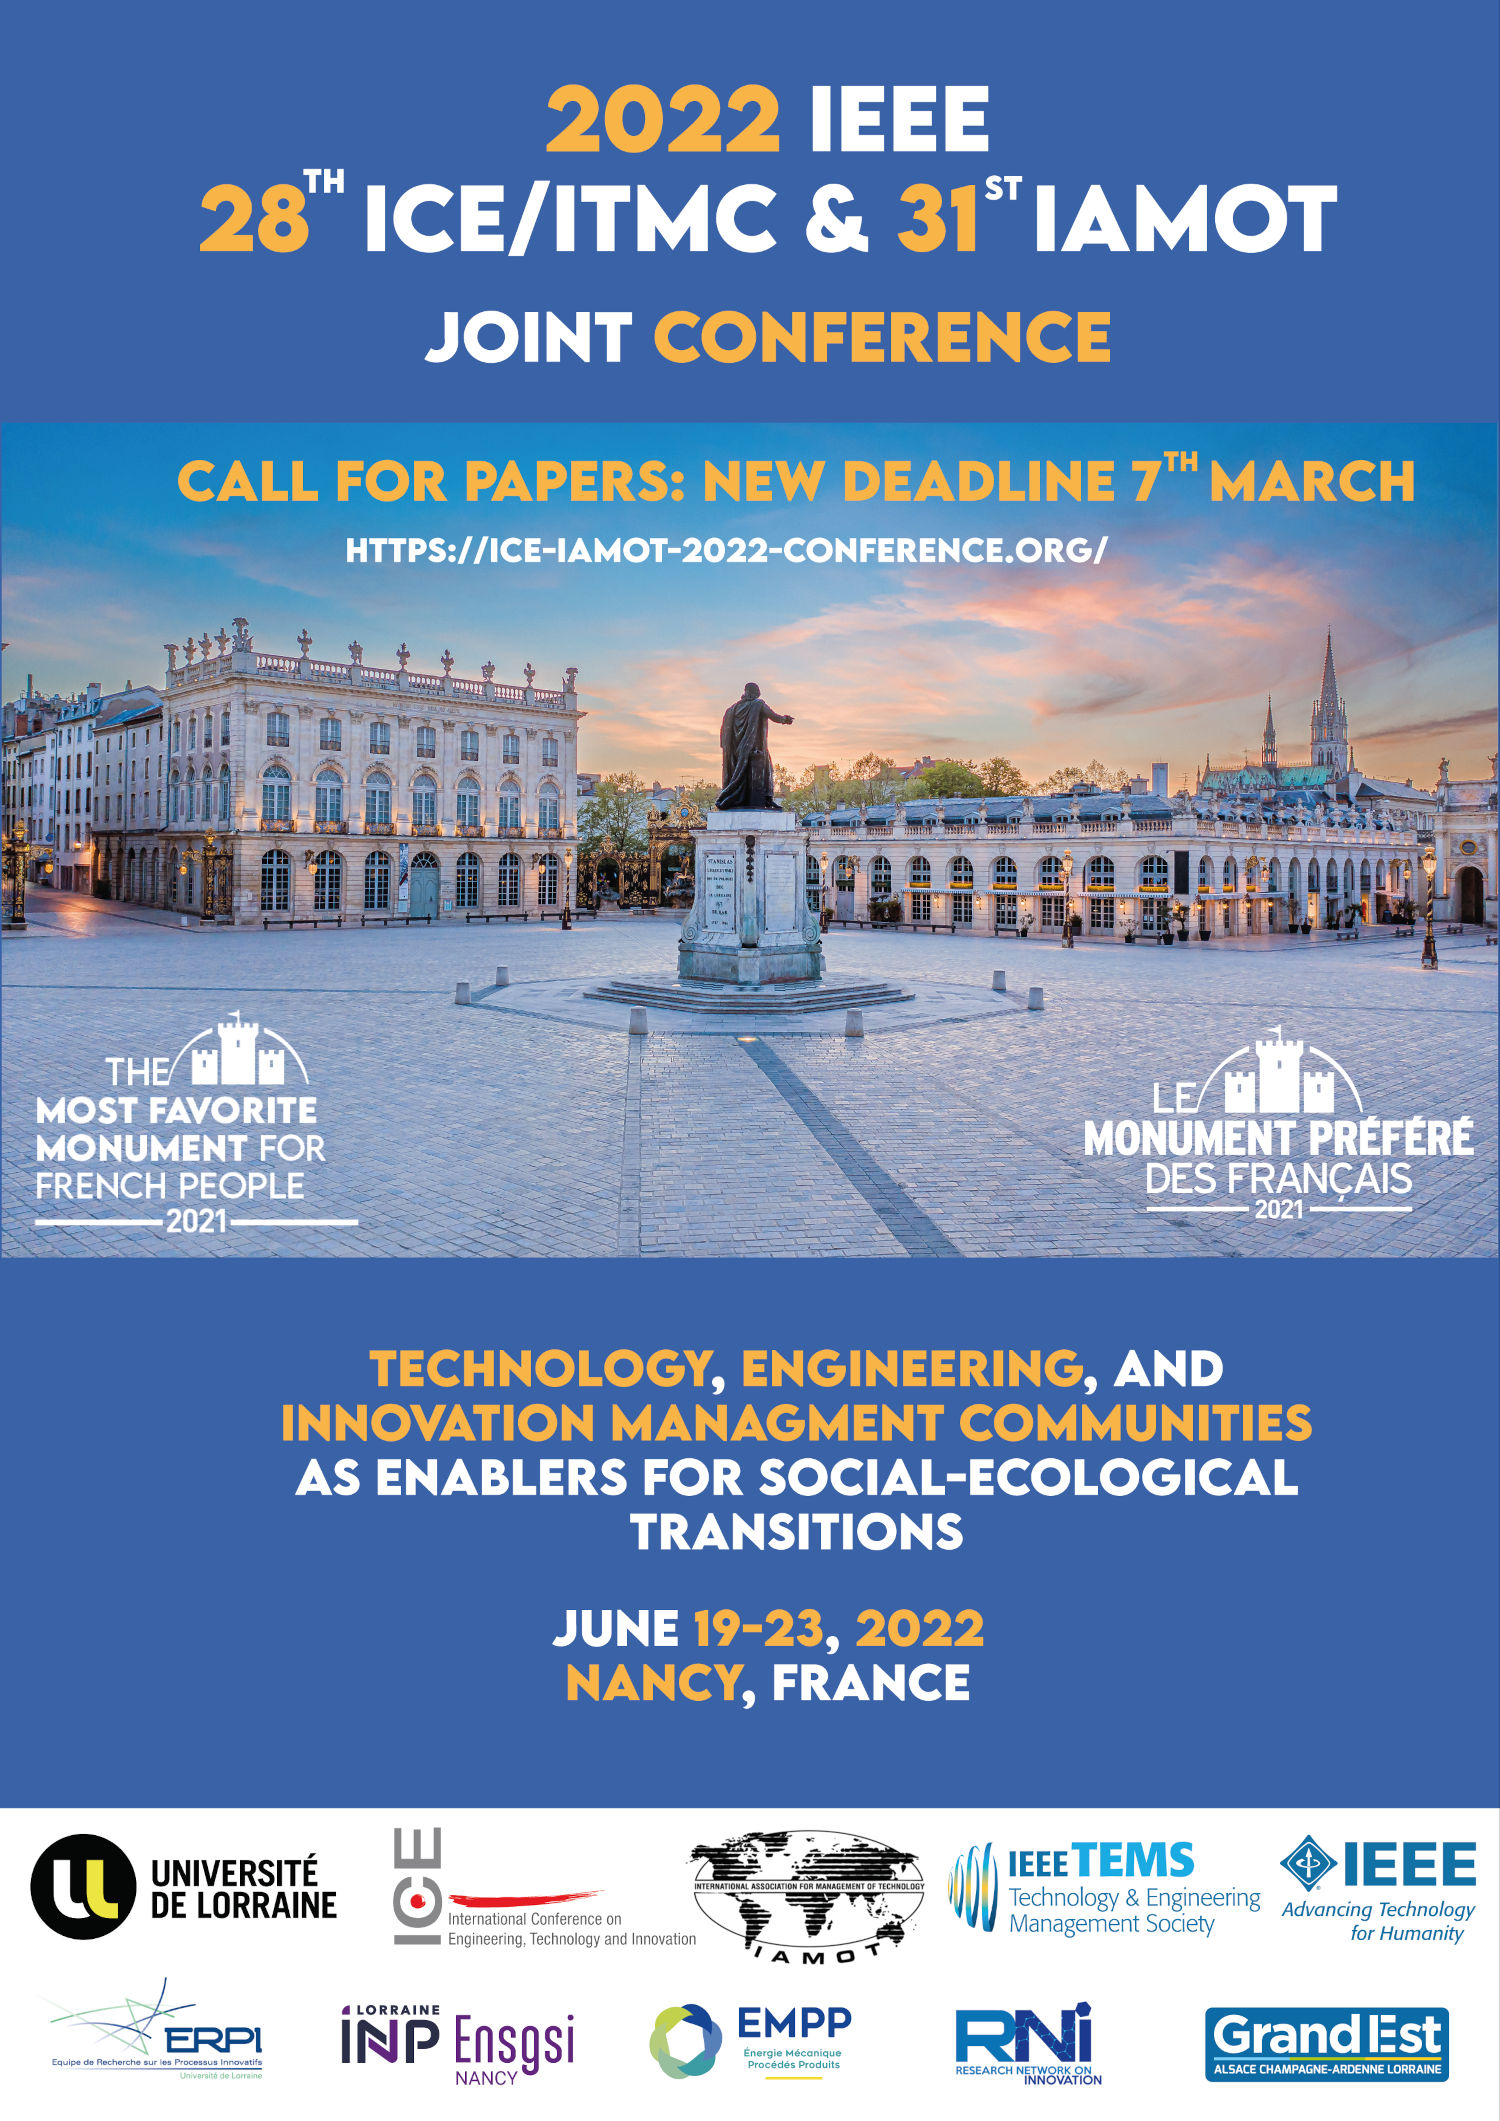 2022 IEEE
28TH ICE/ITMC & 31ST IAMOT
JOINT CONFERENCE
CALL FOR PAPERS: NEW DEADLINE 7TH MARCH
HTTPS://ICE-IAMOT-2022-CONFERENCE.ORG/
STANISLAS
THE
MOST FAVORITE
MONUMENT FOR
FRENCH PEOPLE
2021
LE
MONUMENT PRÉFÉRÉ
DES FRANÇAIS
2021
TECHNOLOGY, ENGINEERING, AND
INNOVATION MANAGMENT COMMUNITIES
AS ENABLERS FOR SOCIAL-ECOLOGICAL
TRANSITIONS
JUNE 19-23, 2022
NANCY, FRANCE
UNIVERSITÉ
DE LORRAINE
ICE
International Conference on
Engineering, Technology and Innovation
INTERNATIONAL ASSOCIATION FOR MANAGEMENT OF TECHNOLOGY
IAMOT
IEEE TEMS
Technology & Engineering
Management Society
IEEE
Advancing Technology
for Humanity
ERPI
Equipe de Recherche sur les Processus Innovatifs
Université de Lorraine
LORRAINE
INP Ensgsi
NANCY
EMPP
Énergie Mécanique
Procédés Produits
RNi
RESEARCH NETWORK ON
INNOVATION
Grand Est
ALSACE CHAMPAGNE-ARDENNE LORRAINE